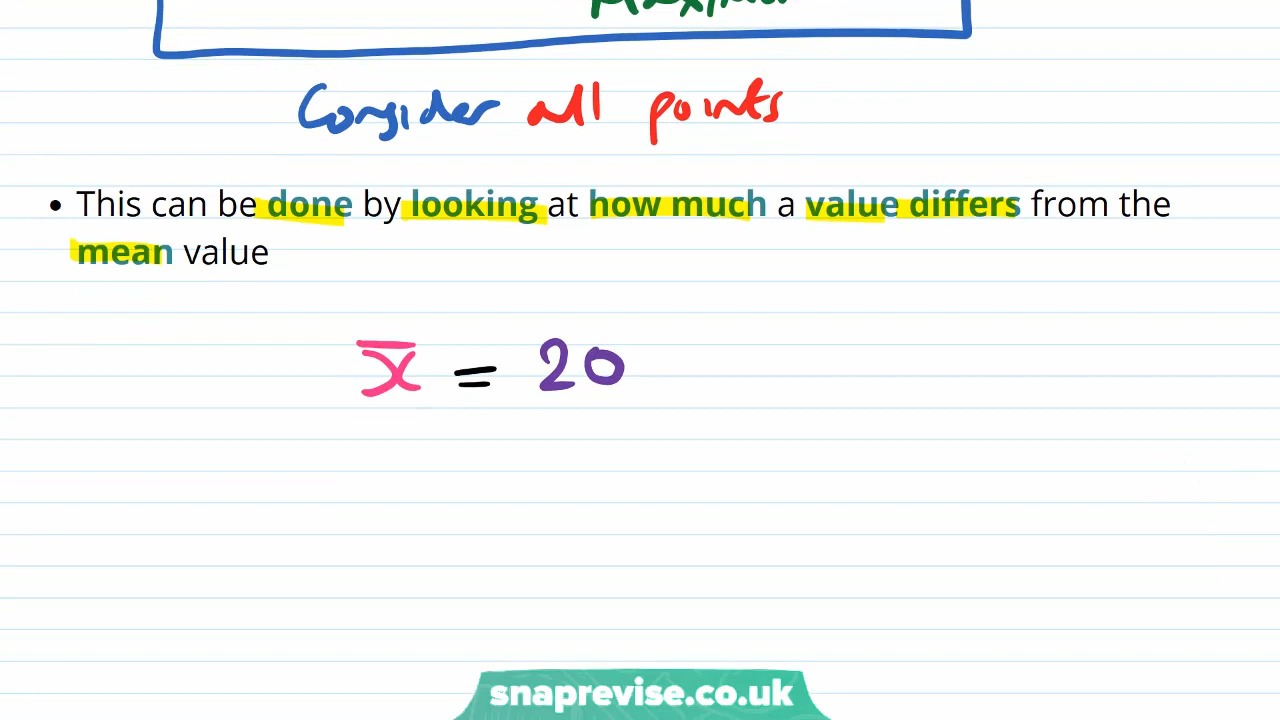 Consider all points
• This can be done by looking at how much a value differs from the
mean value
x̅ = 20
snaprevise.co.uk